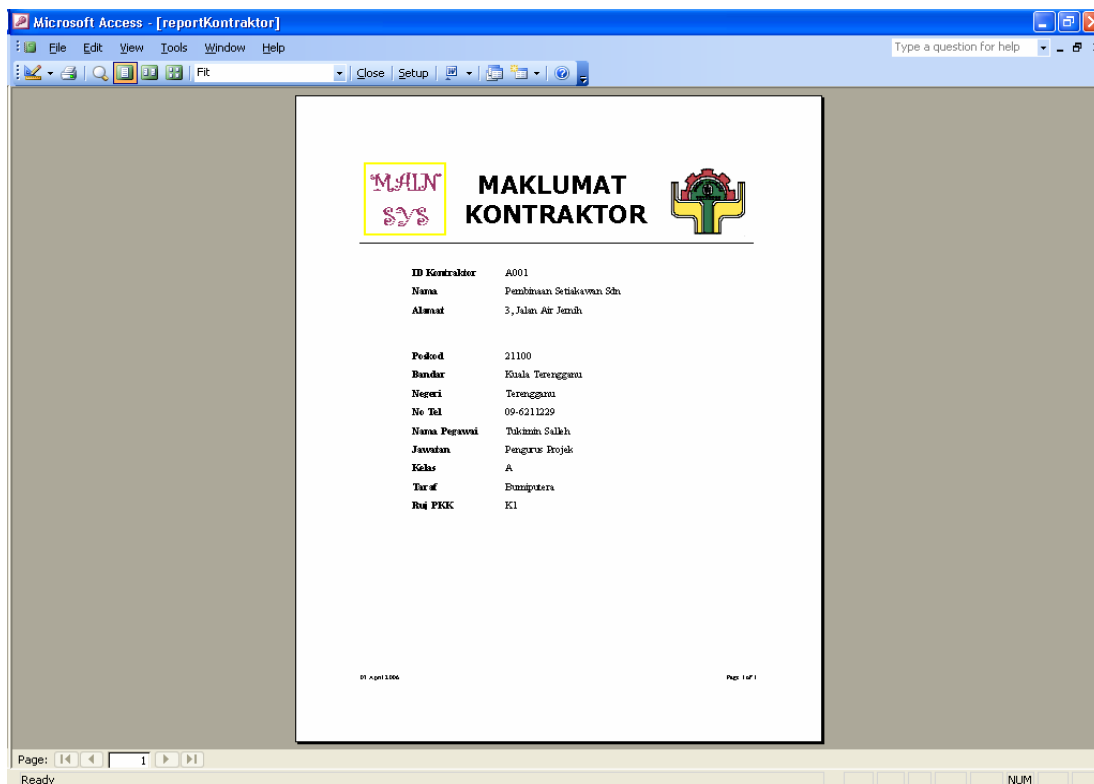 Microsoft Access - [reportKontraktor]
File Edit View Tools Window Help Type a question for help
Fit Close Setup
MAIN
SYS
MAKLUMAT
KONTRAKTOR
ID Kontraktor A001
Nama Pembinaan Setiakawan Sdn
Alamat 3, Jalan Air Jernih
Poskod 21100
Bandar Kuala Terengganu
Negeri Terengganu
No Tel 09-6211229
Nama Pegawai Tukimin Salleh
Jawatan Pengurus Projek
Kelas A
Taraf Bumiputera
Ruj PKK K1
01 April 2006 Page 1 of 1
Page: 1
Ready NUM